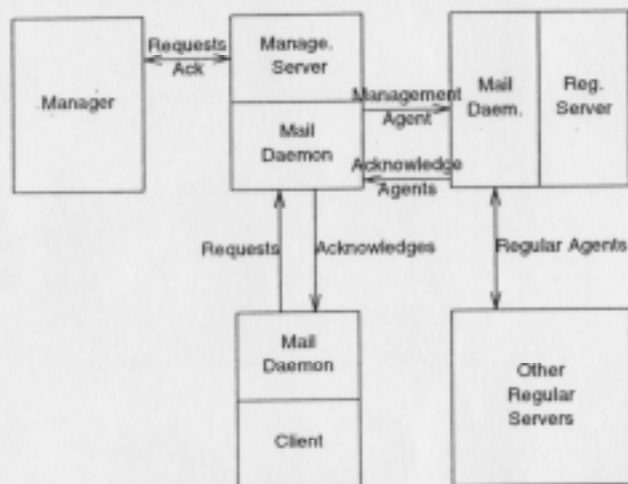 Requests
Ack
Manager
Manage.
Server
Mail
Daemon
Management
Agent
Acknowledge
Agents
Mail
Daem.
Reg.
Server
Requests
Acknowledges
Regular Agents
Mail
Daemon
Client
Other
Regular
Servers